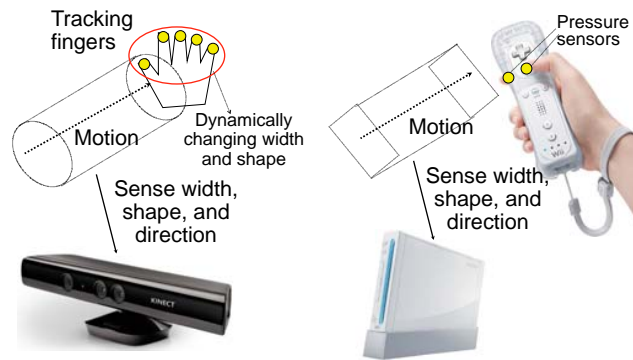 Tracking
fingers
Motion
Dynamically
changing width
and shape
Sense width,
shape, and
direction
KINECT
Pressure
sensors
Motion
Wii
Sense width,
shape, and
direction